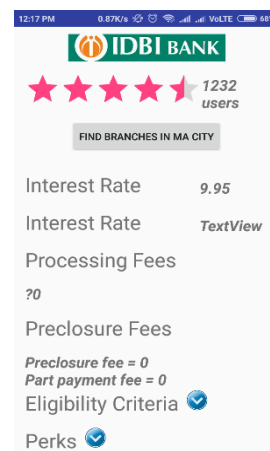 12:17 PM 0.87K/s VoLTE 68
IDBI BANK
1232
users
FIND BRANCHES IN MA CITY
Interest Rate 9.95
Interest Rate TextView
Processing Fees
?0
Preclosure Fees
Preclosure fee = 0
Part payment fee = 0
Eligibility Criteria
Perks